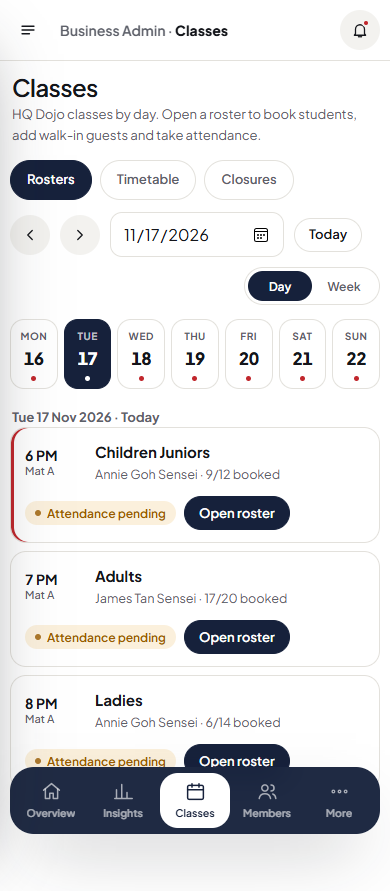 Business Admin · Classes
Classes
HQ Dojo classes by day. Open a roster to book students,
add walk-in guests and take attendance.
Rosters Timetable Closures
11/17/2026 Today
Day Week
MON TUE WED THU FRI SAT SUN
16 17 18 19 20 21 22
Tue 17 Nov 2026 · Today
6 PM Children Juniors
Mat A Annie Goh Sensei · 9/12 booked
Attendance pending Open roster
7 PM Adults
Mat A James Tan Sensei · 17/20 booked
Attendance pending Open roster
8 PM Ladies
Mat A Annie Goh Sensei · 6/14 booked
Attendance pending Open roster
Overview Insights Classes Members More